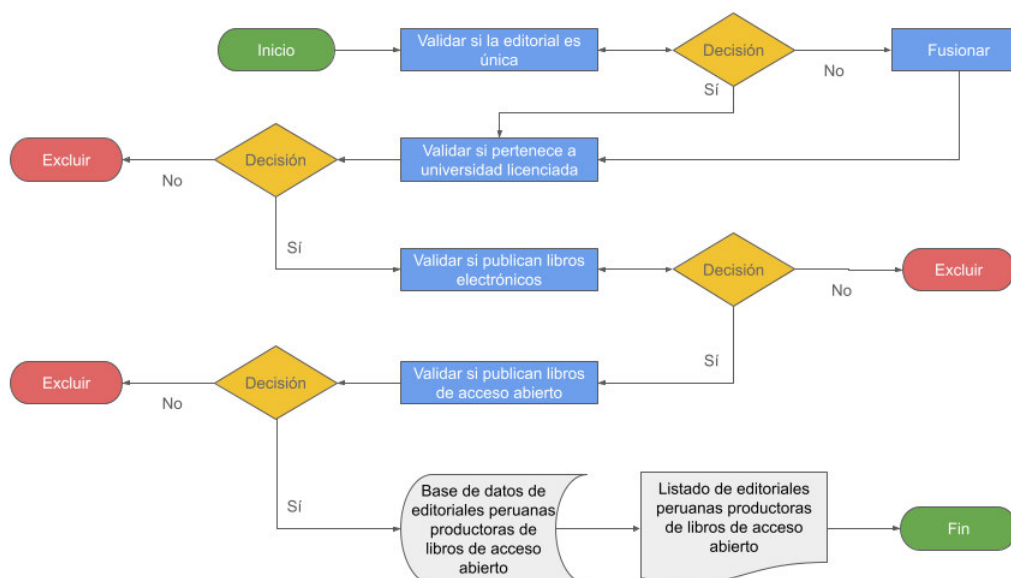 Inicio
Validar si la editorial es
única
Decisión
No
Fusionar
Sí
Excluir
No
Decisión
Validar si pertenece a
universidad licenciada
Sí
Validar si publican libros
electrónicos
Decisión
No
Excluir
Sí
Excluir
No
Decisión
Validar si publican libros
de acceso abierto
Sí
Base de datos de
editoriales peruanas
productoras de
libros de acceso
abierto
Listado de editoriales
peruanas productoras
de libros de acceso
abierto
Fin